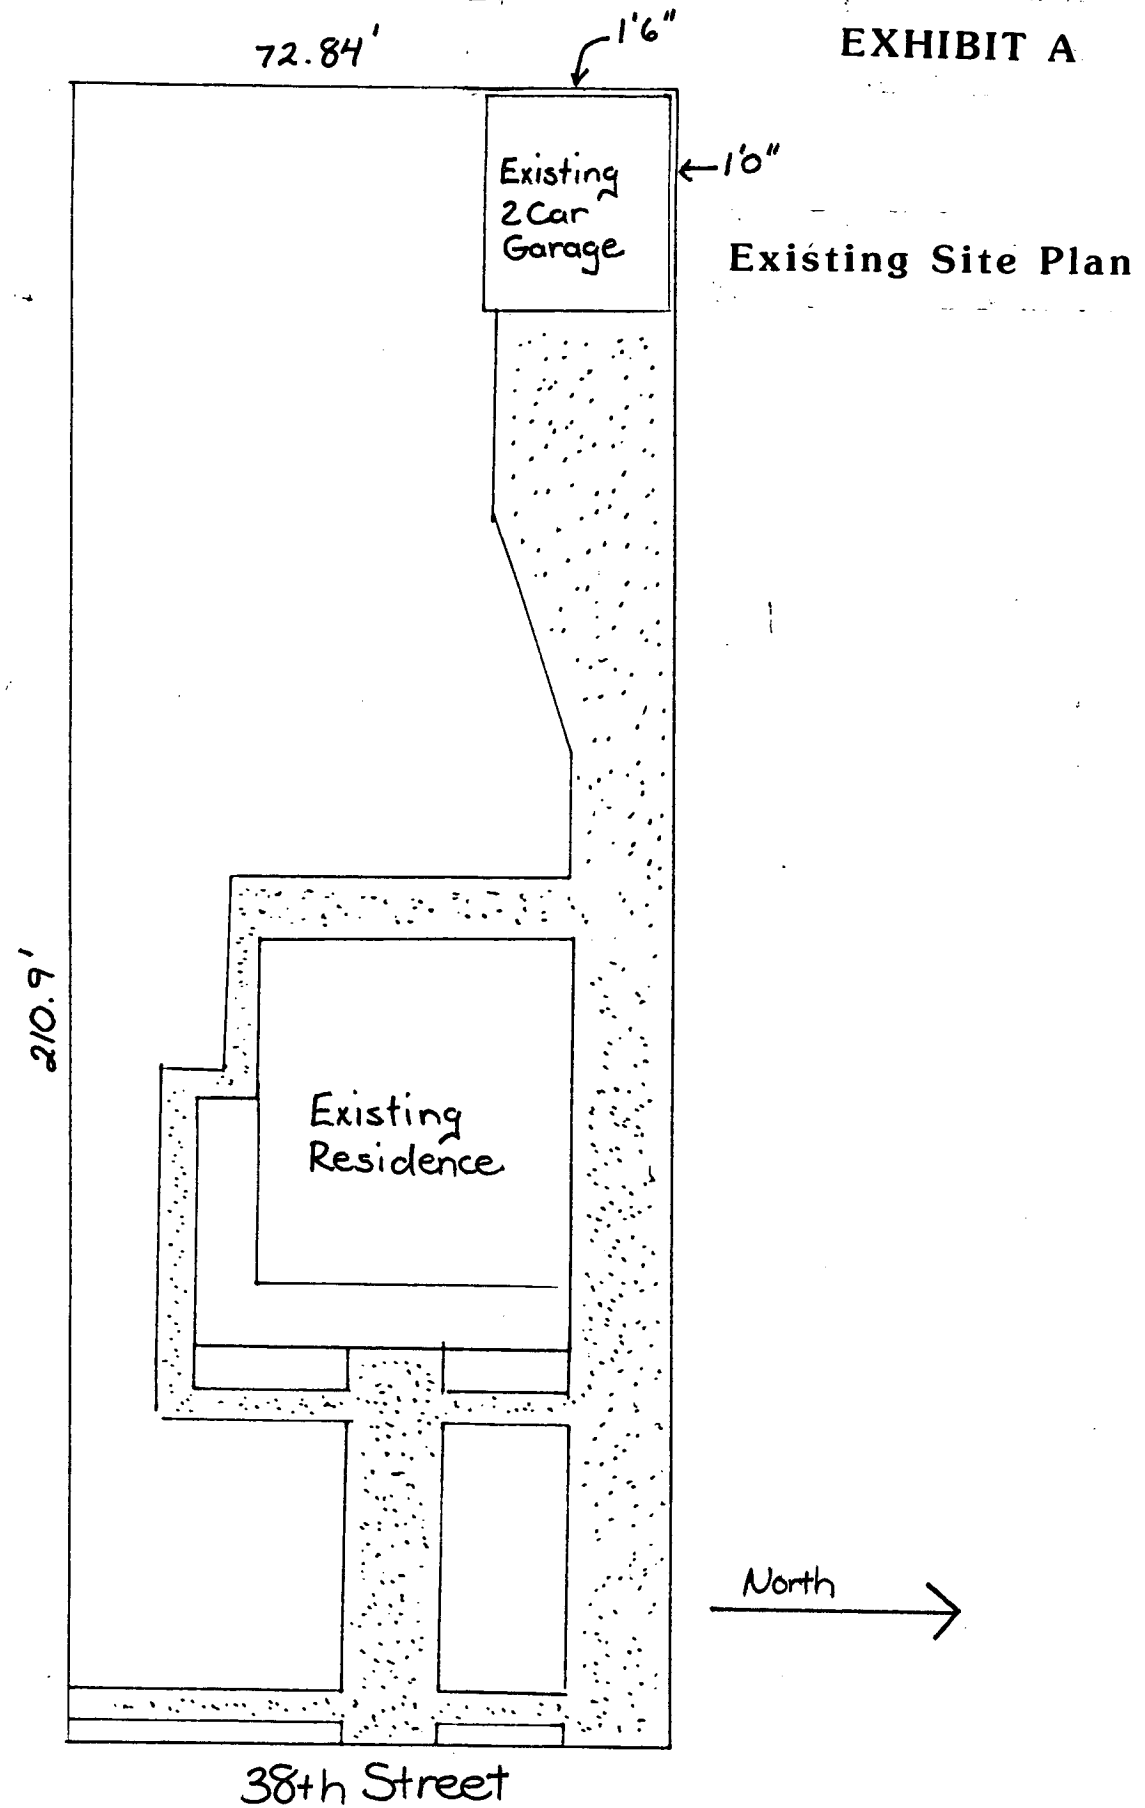 EXHIBIT A
72.84'
1'6"
1'0"
Existing
2 Car
Garage
Existing Site Plan
210.9'
Existing
Residence
North
38th Street